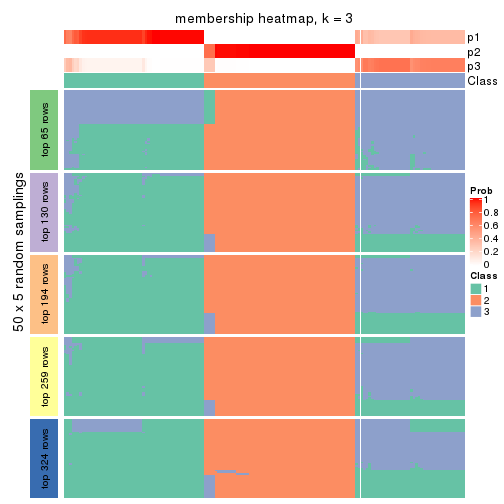 membership heatmap, k = 3
p1
p2
p3
Class
50 x 5 random samplings
top 65 rows
top 130 rows
top 194 rows
top 259 rows
top 324 rows
Prob
1
0.8
0.6
0.4
0.2
0
Class
1
2
3